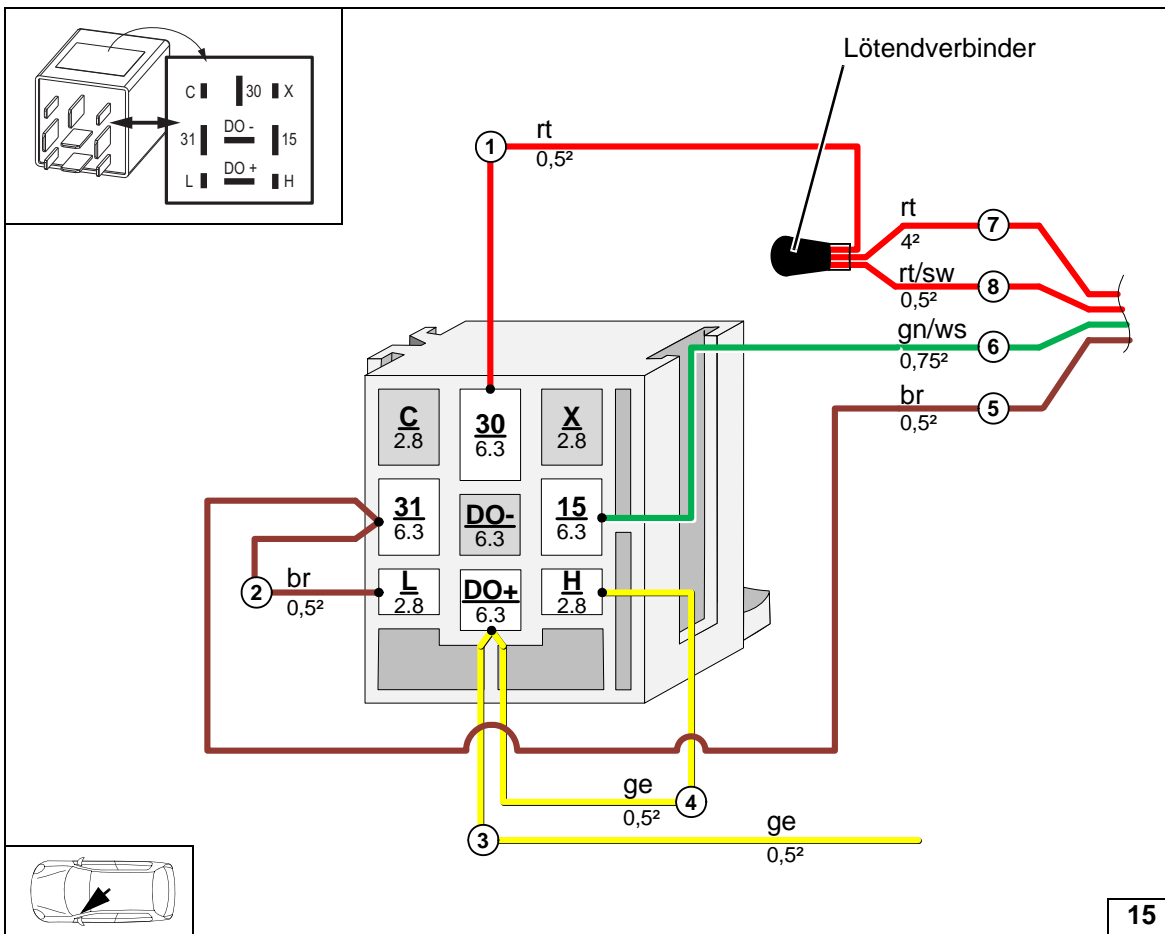 C 30 X
31 DO - 15
L DO + H
Lötendverbinder
1
rt
0,5²
rt
4²
7
rt/sw
0,5²
8
gn/ws
0,75²
6
br
0,5²
5
C
2.8
30
6.3
X
2.8
31
6.3
DO-
6.3
15
6.3
L
2.8
DO+
6.3
H
2.8
2
br
0,5²
ge
0,5²
4
3
ge
0,5²
15